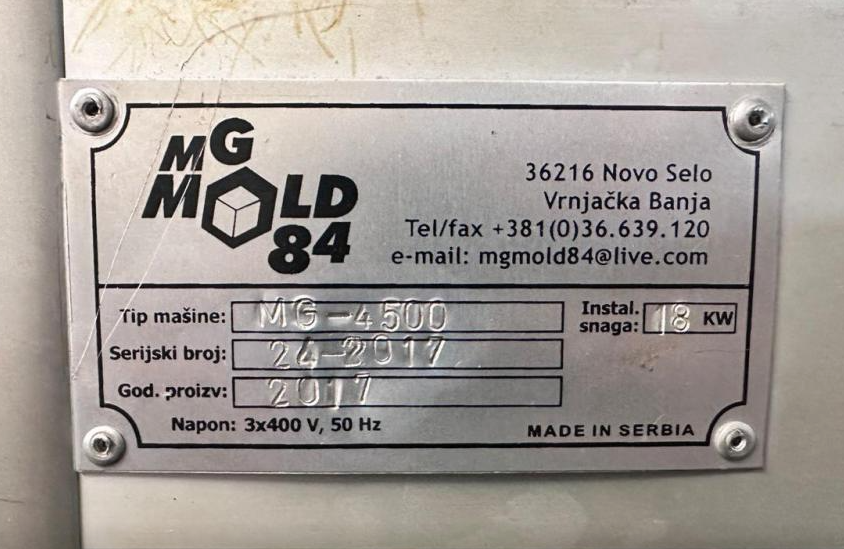 MG
MOLD
84
36216 Novo Selo
Vrnjačka Banja
Tel/fax +381(0)36.639.120
e-mail: mgmold84@live.com
Tip mašine: MG-4500
Instal. snaga: 18 KW
Serijski broj: 24-2017
God. proizv: 2017
Napon: 3x400 V, 50 Hz
MADE IN SERBIA